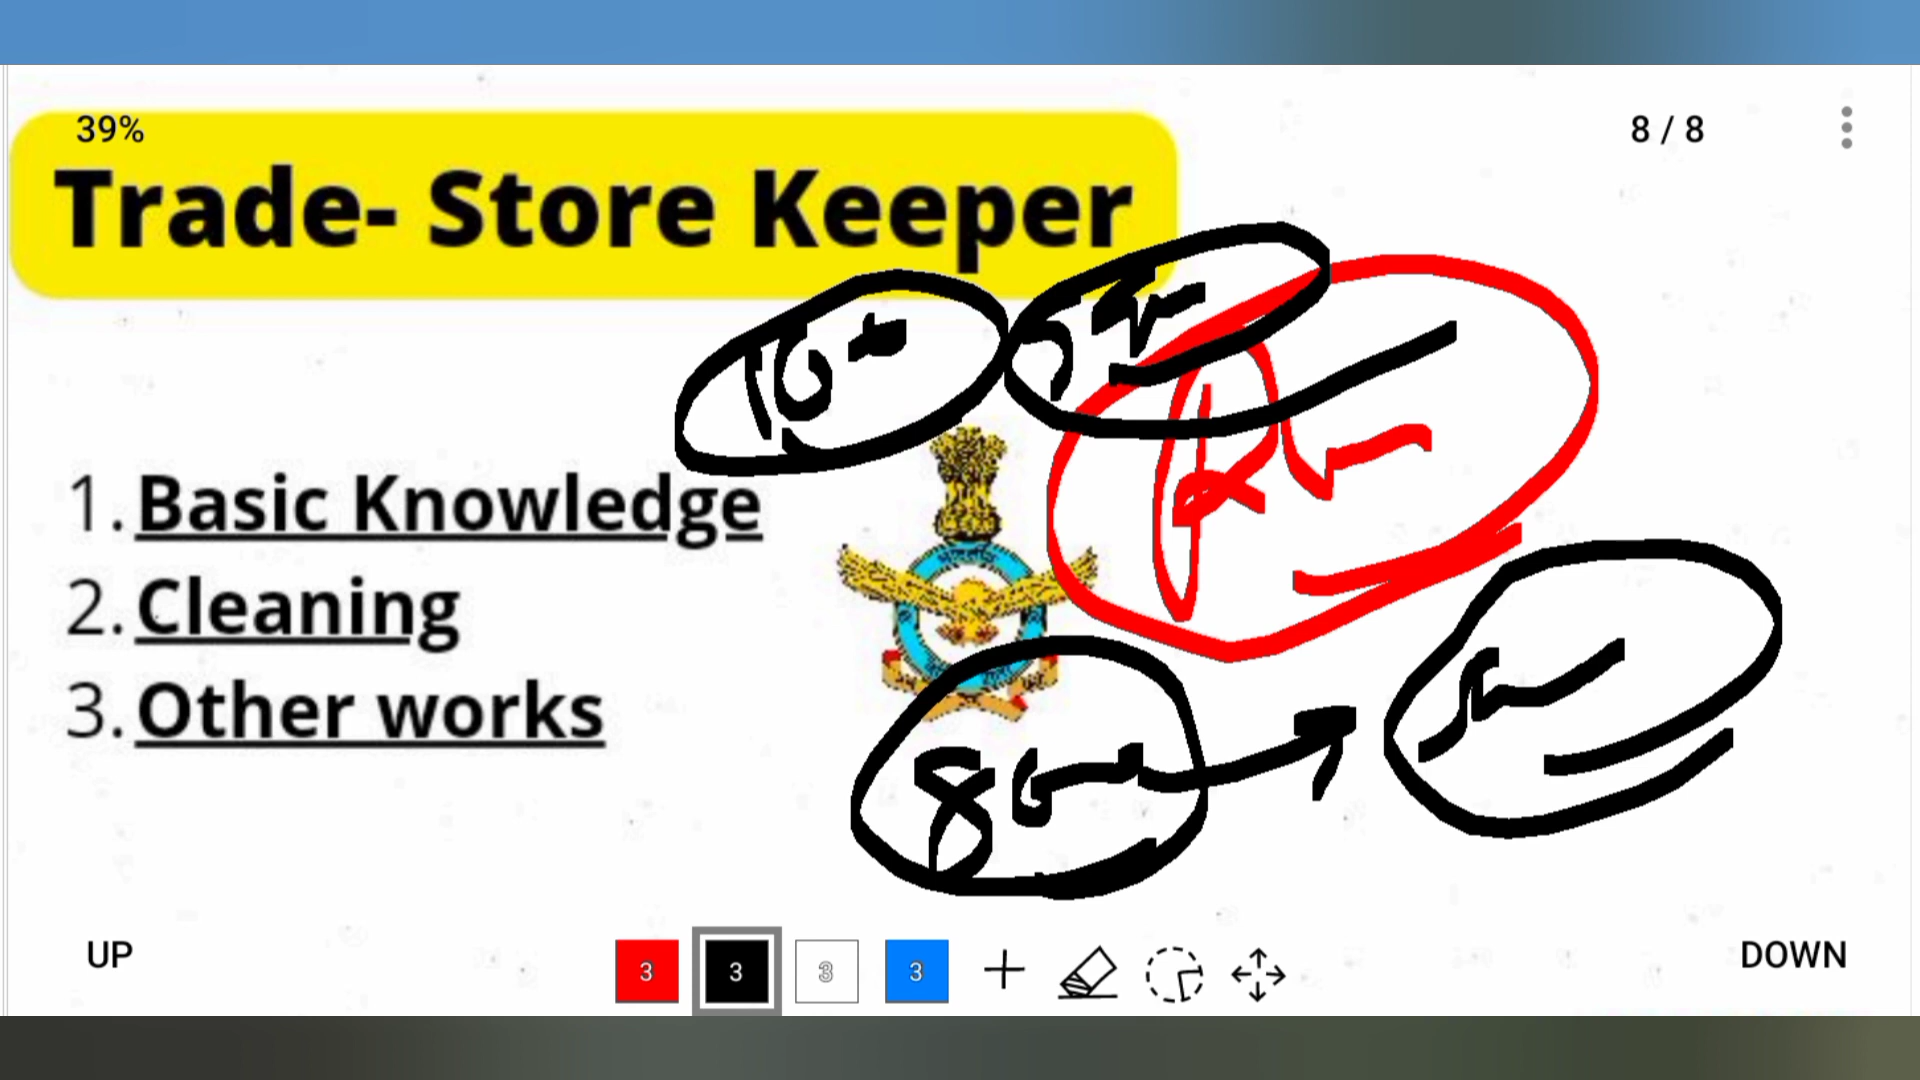 39%
8 / 8
Trade- Store Keeper
1. Basic Knowledge
2. Cleaning
3. Other works
UP
3
3
3
3
DOWN